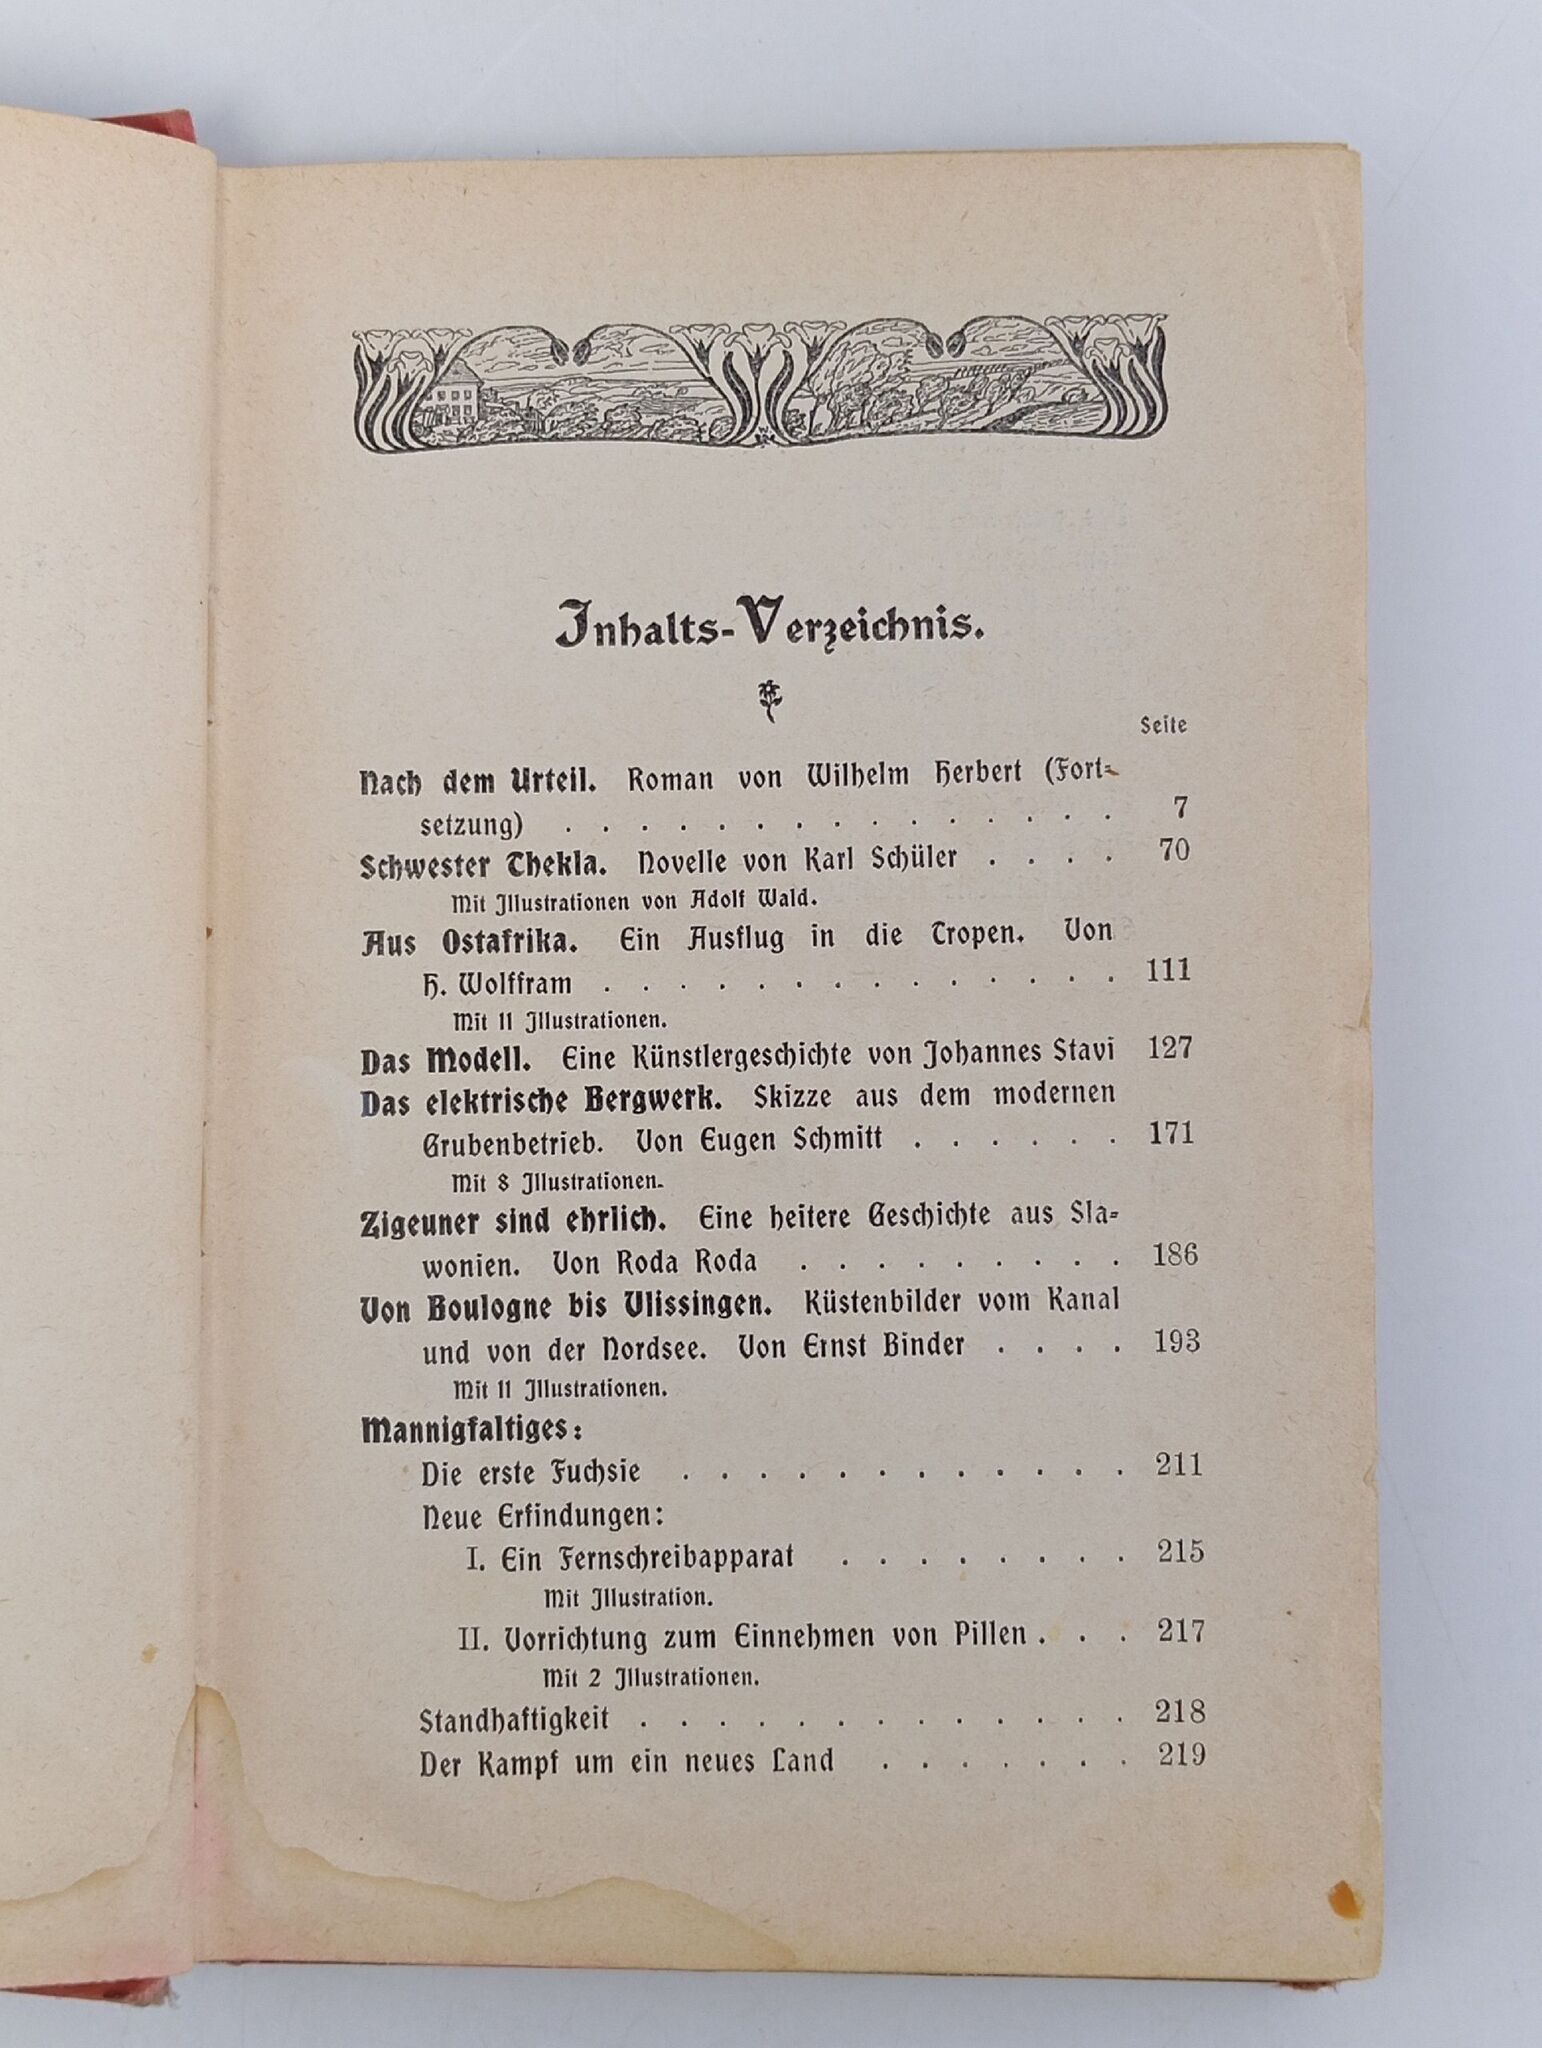 Inhalts-Verzeichnis.
Seite
Nach dem Urteil. Roman von Wilhelm Herbert (Fort-
setzung) . . . . . . . . . . . . . . . 7
Schwester Thekla. Novelle von Karl Schüler . . . . 70
Mit Illustrationen von Adolf Wald.
Aus Ostafrika. Ein Ausflug in die Tropen. Von
H. Wolffram . . . . . . . . . . . . . . 111
Mit 11 Illustrationen.
Das Modell. Eine Künstlergeschichte von Johannes Stavi 127
Das elektrische Bergwerk. Skizze aus dem modernen
Grubenbetrieb. Von Eugen Schmitt . . . . . . 171
Mit 8 Illustrationen.
Zigeuner sind ehrlich. Eine heitere Geschichte aus Sla-
wonien. Von Roda Roda . . . . . . . . . 186
Von Boulogne bis Vlissingen. Küstenbilder vom Kanal
und von der Nordsee. Von Ernst Binder . . . . 193
Mit 11 Illustrationen.
Mannigfaltiges:
Die erste Fuchsie . . . . . . . . . . . . 211
Neue Erfindungen:
I. Ein Fernschreibapparat . . . . . . . . 215
Mit Illustration.
II. Vorrichtung zum Einnehmen von Pillen . . . 217
Mit 2 Illustrationen.
Standhaftigkeit . . . . . . . . . . . . . 218
Der Kampf um ein neues Land . . . . . . . 219